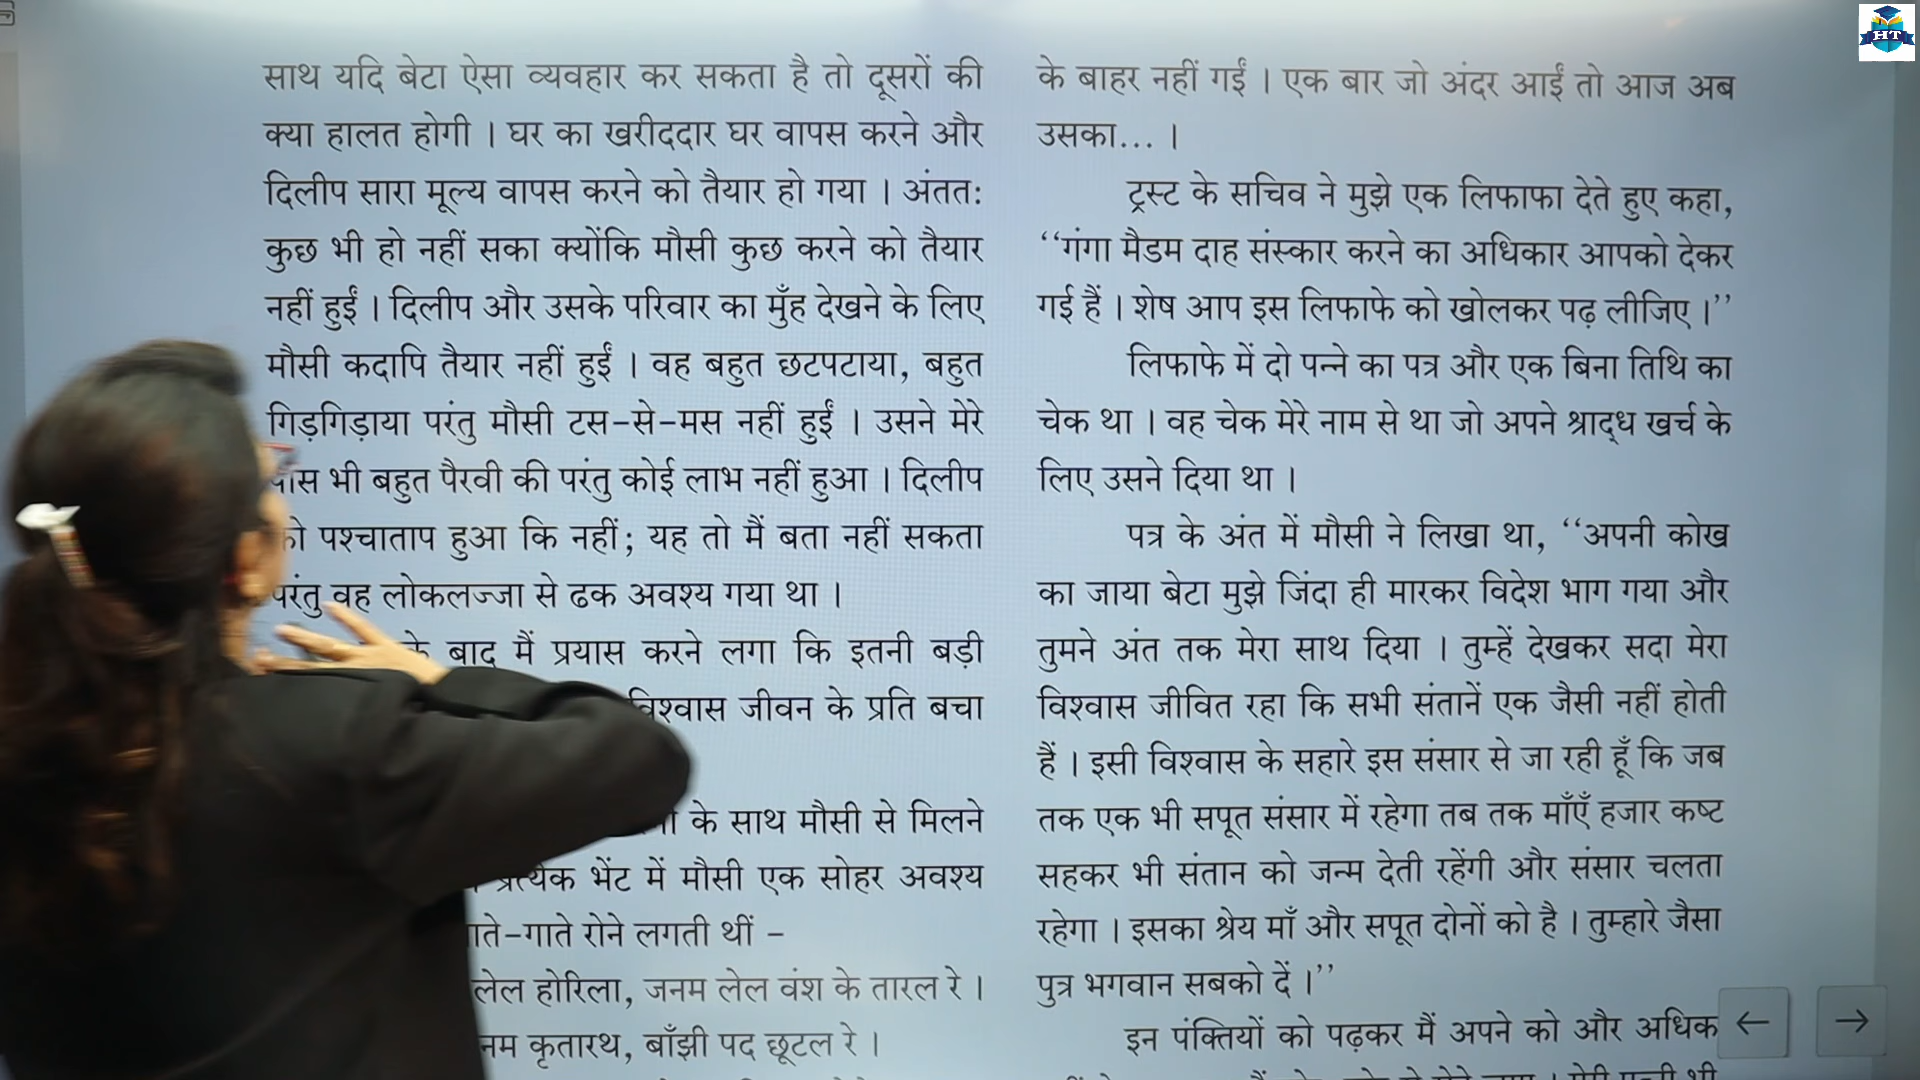 साथ यदि बेटा ऐसा व्यवहार कर सकता है तो दूसरों की
क्या हालत होगी । घर का खरीददार घर वापस करने और
दिलीप सारा मूल्य वापस करने को तैयार हो गया । अंततः
कुछ भी हो नहीं सका क्योंकि मौसी कुछ करने को तैयार
नहीं हुईं । दिलीप और उसके परिवार का मुँह देखने के लिए
मौसी कदापि तैयार नहीं हुईं । वह बहुत छटपटाया, बहुत
गिड़गिड़ाया परंतु मौसी टस-से-मस नहीं हुईं । उसने मेरे
पास भी बहुत पैरवी की परंतु कोई लाभ नहीं हुआ । दिलीप
को पश्चाताप हुआ कि नहीं; यह तो मैं बता नहीं सकता
परंतु वह लोकलज्जा से ढक अवश्य गया था ।
के बाद मैं प्रयास करने लगा कि इतनी बड़ी
विश्वास जीवन के प्रति बचा
के साथ मौसी से मिलने
प्रत्येक भेंट में मौसी एक सोहर अवश्य
गाते-गाते रोने लगती थीं –
लेल होरिला, जनम लेल वंश के तारल रे ।
कृतारथ, बाँझी पद छूटल रे ।
के बाहर नहीं गईं । एक बार जो अंदर आईं तो आज अब
उसका... ।
ट्रस्ट के सचिव ने मुझे एक लिफाफा देते हुए कहा,
‘‘गंगा मैडम दाह संस्कार करने का अधिकार आपको देकर
गई हैं । शेष आप इस लिफाफे को खोलकर पढ़ लीजिए ।’’
लिफाफे में दो पन्ने का पत्र और एक बिना तिथि का
चेक था । वह चेक मेरे नाम से था जो अपने श्राद्ध खर्च के
लिए उसने दिया था ।
पत्र के अंत में मौसी ने लिखा था, ‘‘अपनी कोख
का जाया बेटा मुझे जिंदा ही मारकर विदेश भाग गया और
तुमने अंत तक मेरा साथ दिया । तुम्हें देखकर सदा मेरा
विश्वास जीवित रहा कि सभी संतानें एक जैसी नहीं होती
हैं । इसी विश्वास के सहारे इस संसार से जा रही हूँ कि जब
तक एक भी सपूत संसार में रहेगा तब तक माँएँ हजार कष्ट
सहकर भी संतान को जन्म देती रहेंगी और संसार चलता
रहेगा । इसका श्रेय माँ और सपूत दोनों को है । तुम्हारे जैसा
पुत्र भगवान सबको दें ।’’
इन पंक्तियों को पढ़कर मैं अपने को और अधिक
HT